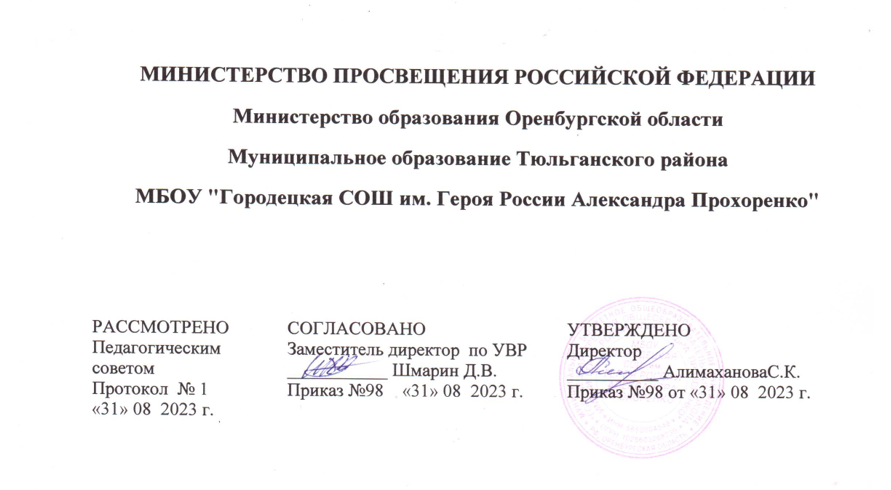 МИНИСТЕРСТВО ПРОСВЕЩЕНИЯ РОССИЙСКОЙ ФЕДЕРАЦИИ
Министерство образования Оренбургской области
Муниципальное образование Тюльганского района
МБОУ "Городецкая СОШ им. Героя России Александра Прохоренко"
РАССМОТРЕНО
Педагогическим
советом
Протокол № 1
«31» 08 2023 г.
СОГЛАСОВАНО
Заместитель директор по УВР
___________ Шмарин Д.В.
Приказ №98 «31» 08 2023 г.
УТВЕРЖДЕНО
Директор
__________АлимахановаС.К.
Приказ №98 от «31» 08 2023 г.